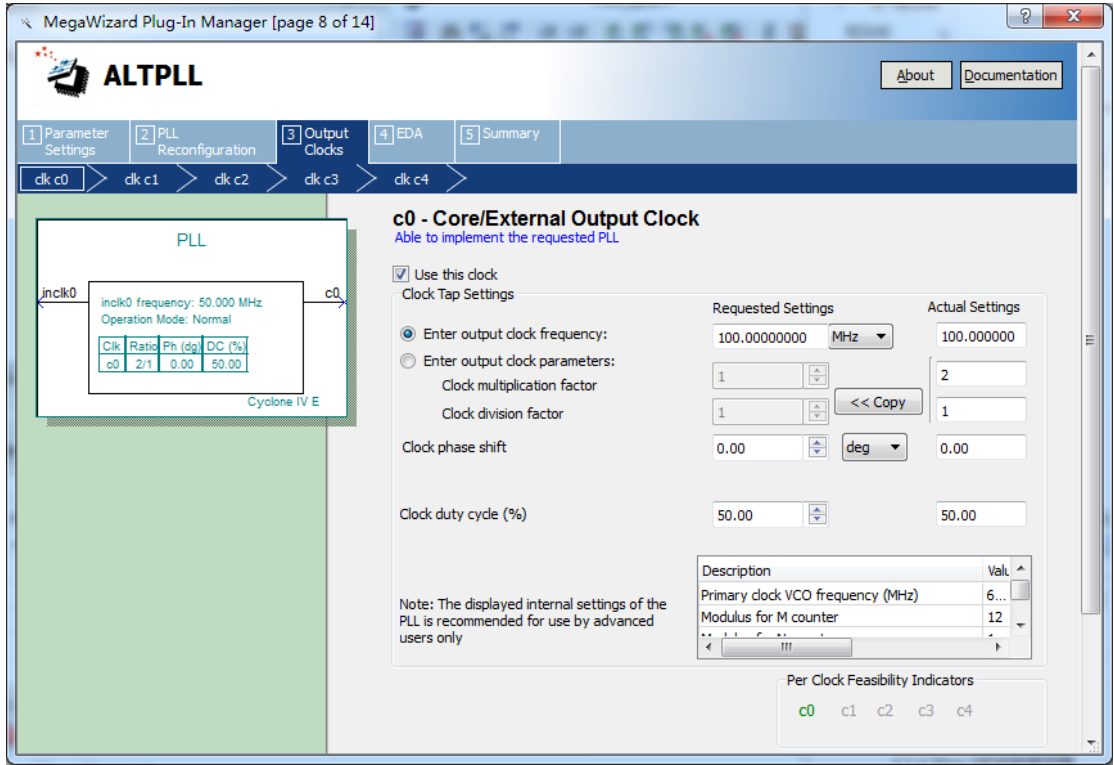 MegaWizard Plug-In Manager [page 8 of 14]
ALTPLL
About
Documentation
1 Parameter Settings
2 PLL Reconfiguration
3 Output Clocks
4 EDA
5 Summary
clk c0
clk c1
clk c2
clk c3
clk c4
PLL
inclk0
c0
inclk0 frequency: 50.000 MHz
Operation Mode: Normal
Clk Ratio Ph (dg) DC (%)
c0 2/1 0.00 50.00
Cyclone IV E
c0 - Core/External Output Clock
Able to implement the requested PLL
Use this clock
Clock Tap Settings
Requested Settings
Actual Settings
Enter output clock frequency:
100.00000000
MHz
100.000000
Enter output clock parameters:
Clock multiplication factor
1
2
<< Copy
Clock division factor
1
1
Clock phase shift
0.00
deg
0.00
Clock duty cycle (%)
50.00
50.00
Description
Primary clock VCO frequency (MHz) 6...
Modulus for M counter 12
Note: The displayed internal settings of the
PLL is recommended for use by advanced
users only
Per Clock Feasibility Indicators
c0 c1 c2 c3 c4